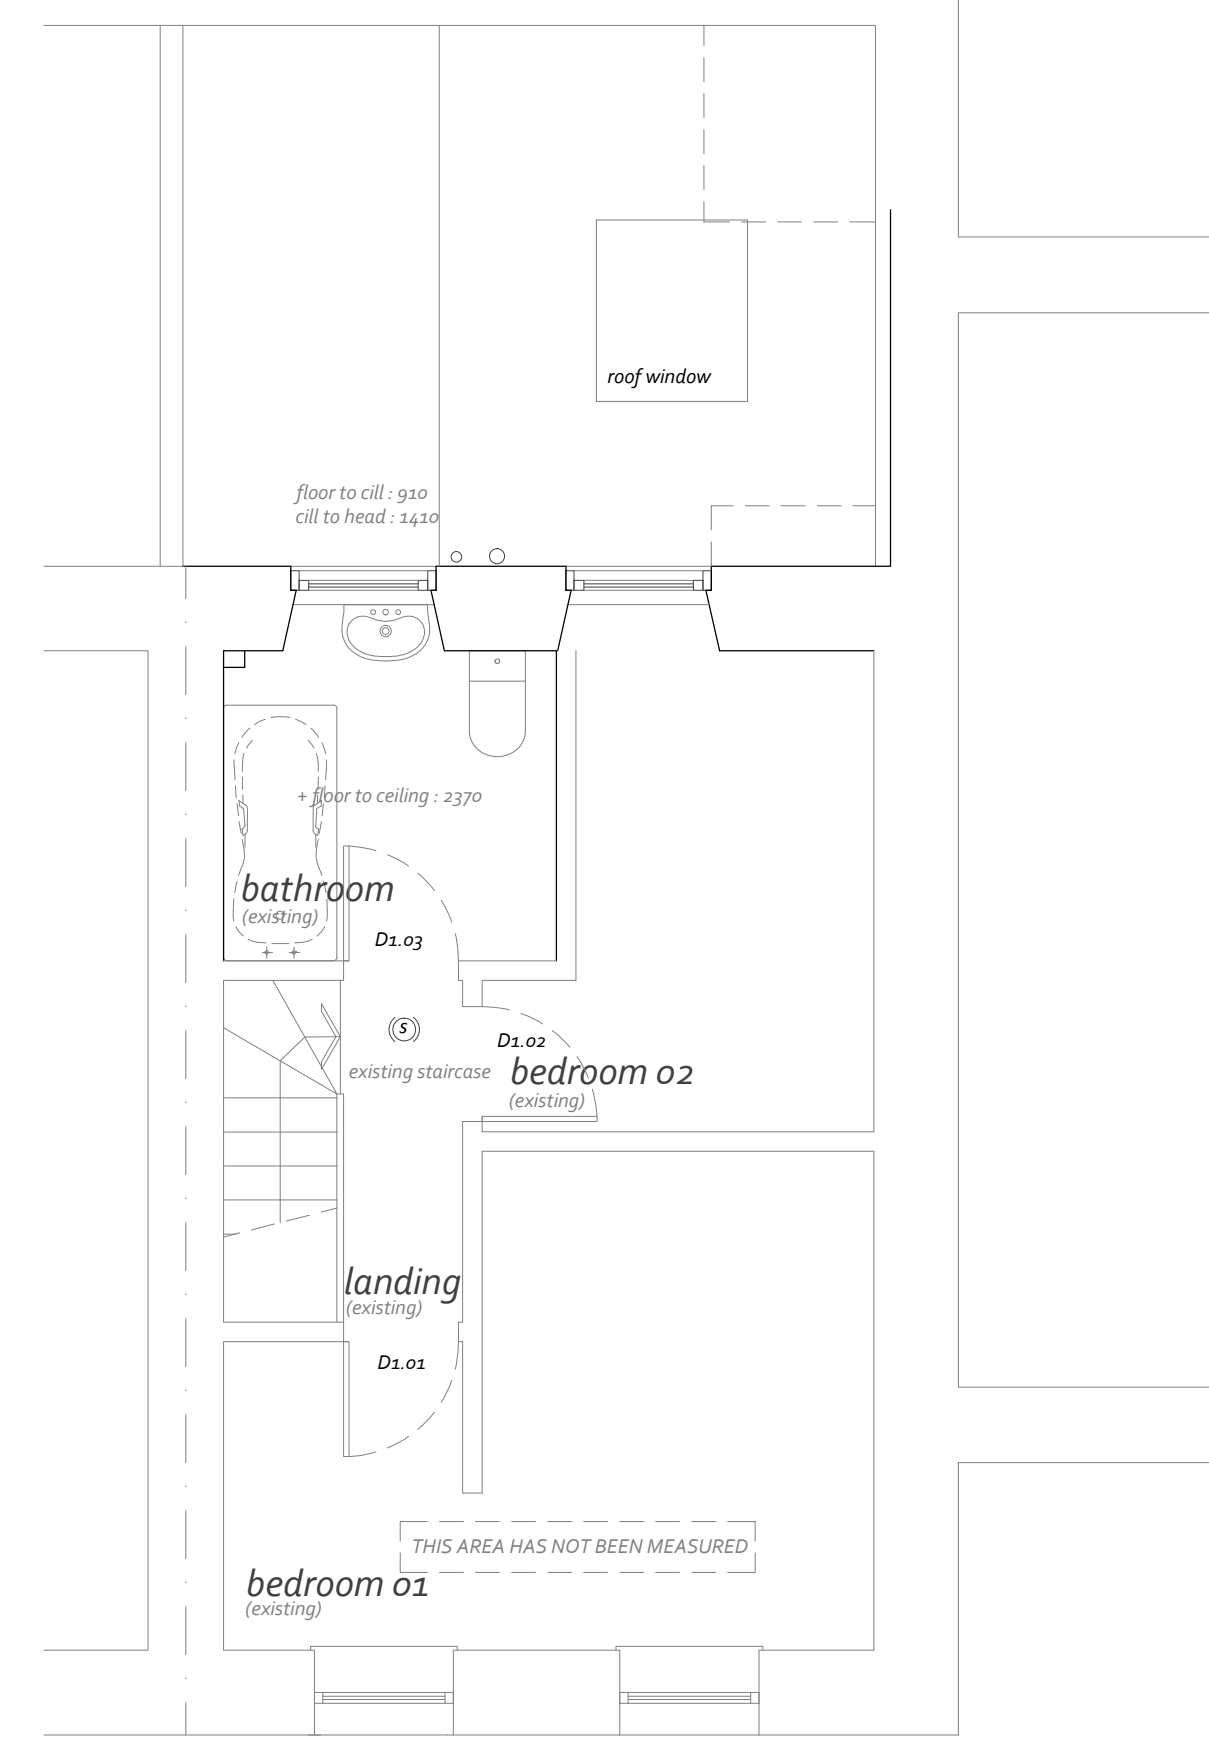 roof window
floor to cill : 910
cill to head : 1410
+ floor to ceiling : 2370
bathroom
(existing)
D1.03
S
D1.02
existing staircase
bedroom 02
(existing)
landing
(existing)
D1.01
THIS AREA HAS NOT BEEN MEASURED
bedroom 01
(existing)